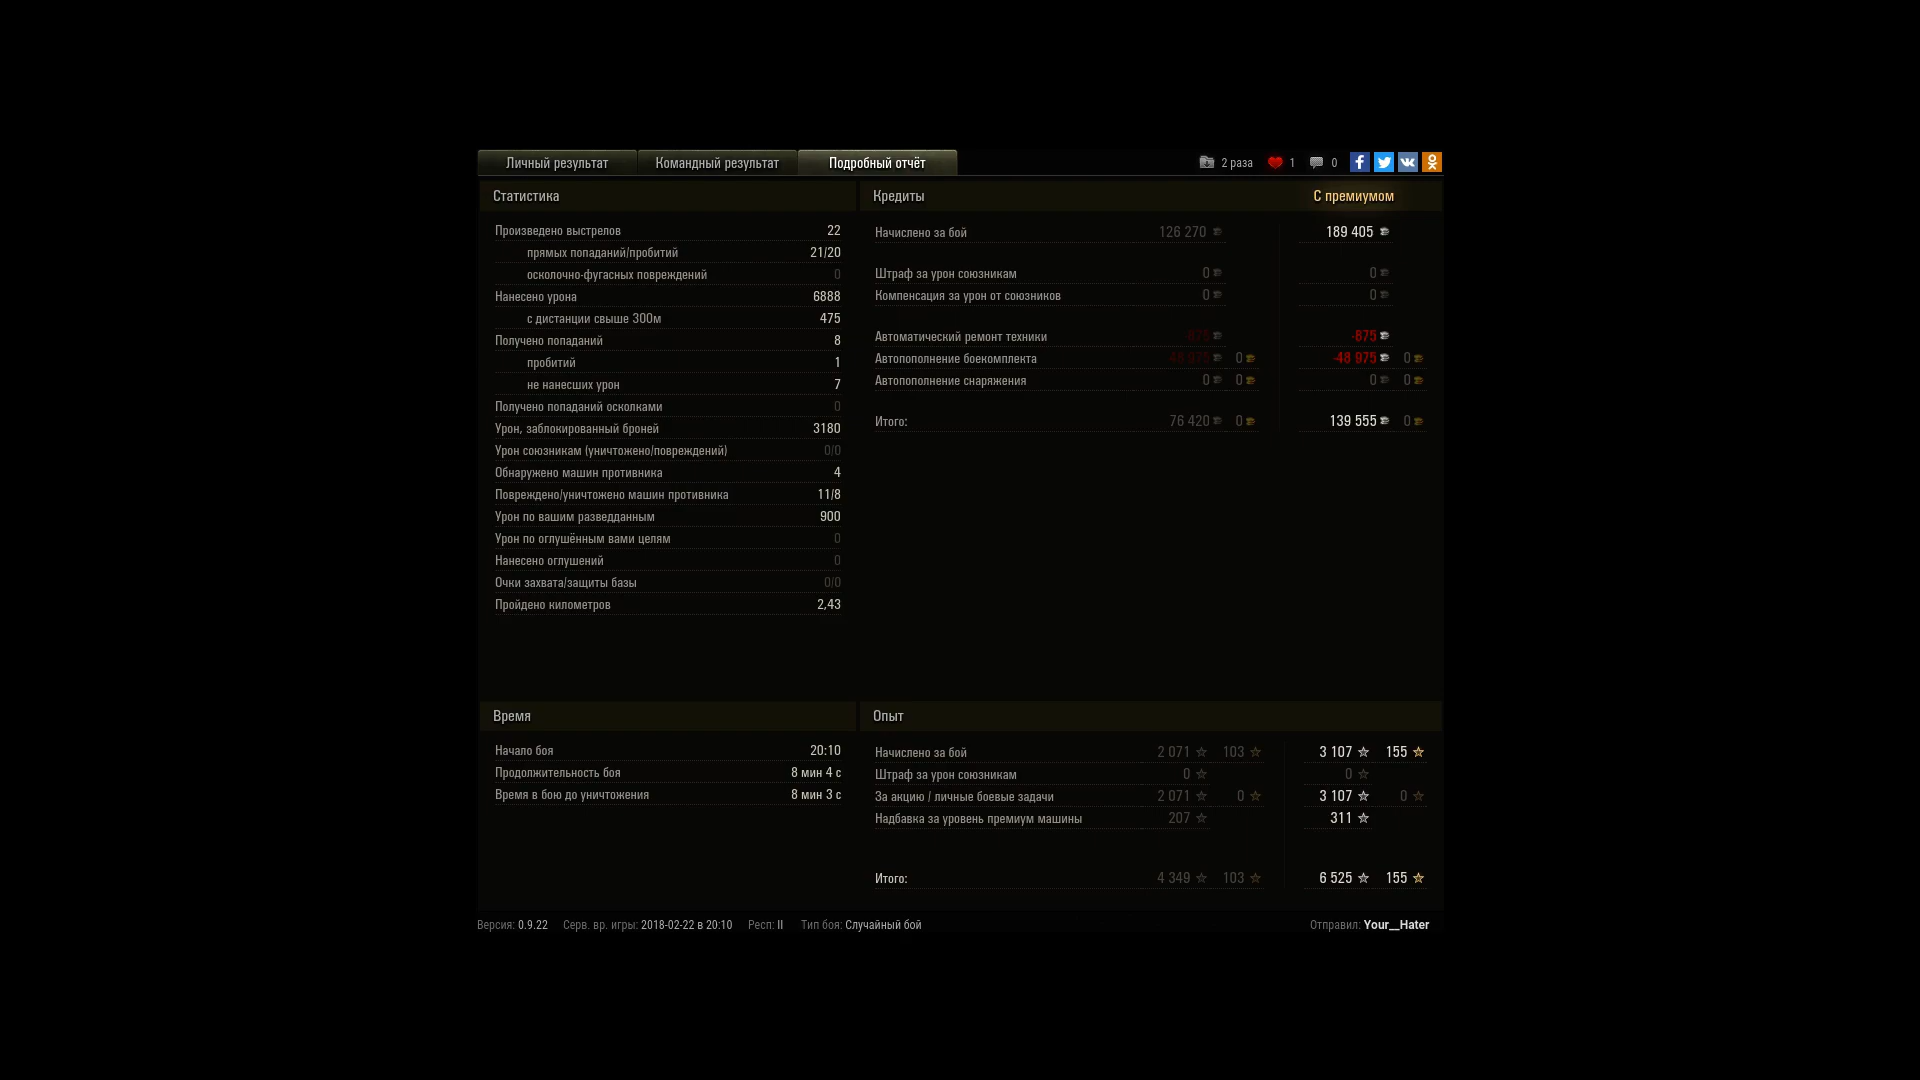 Личный результат Командный результат Подробный отчёт 2 раза 1 0
Статистика
Произведено выстрелов 22
прямых попаданий/пробитий 21/20
осколочно-фугасных повреждений 0
Нанесено урона 6888
с дистанции свыше 300м 475
Получено попаданий 8
пробитий 1
не нанесших урон 7
Получено попаданий осколками 0
Урон, заблокированный броней 3180
Урон союзникам (уничтожено/повреждений) 0/0
Обнаружено машин противника 4
Повреждено/уничтожено машин противника 11/8
Урон по вашим разведданным 900
Урон по оглушённым вами целям 0
Нанесено оглушений 0
Очки захвата/защиты базы 0/0
Пройдено километров 2,43
Кредиты С премиумом
Начислено за бой 126 270 189 405
Штраф за урон союзникам 0 0
Компенсация за урон от союзников 0 0
Автоматический ремонт техники -875 -875
Автопополнение боекомплекта -48 975 0 -48 975 0
Автопополнение снаряжения 0 0 0 0
Итого: 76 420 0 139 555 0
Время
Начало боя 20:10
Продолжительность боя 8 мин 4 с
Время в бою до уничтожения 8 мин 3 с
Опыт
Начислено за бой 2 071 103 3 107 155
Штраф за урон союзникам 0 0
За акцию / личные боевые задачи 2 071 0 3 107 0
Надбавка за уровень премиум машины 207 311
Итого: 4 349 103 6 525 155
Версия: 0.9.22 Серв. вр. игры: 2018-02-22 в 20:10 Респ: II Тип боя: Случайный бой Отправил: Your__Hater